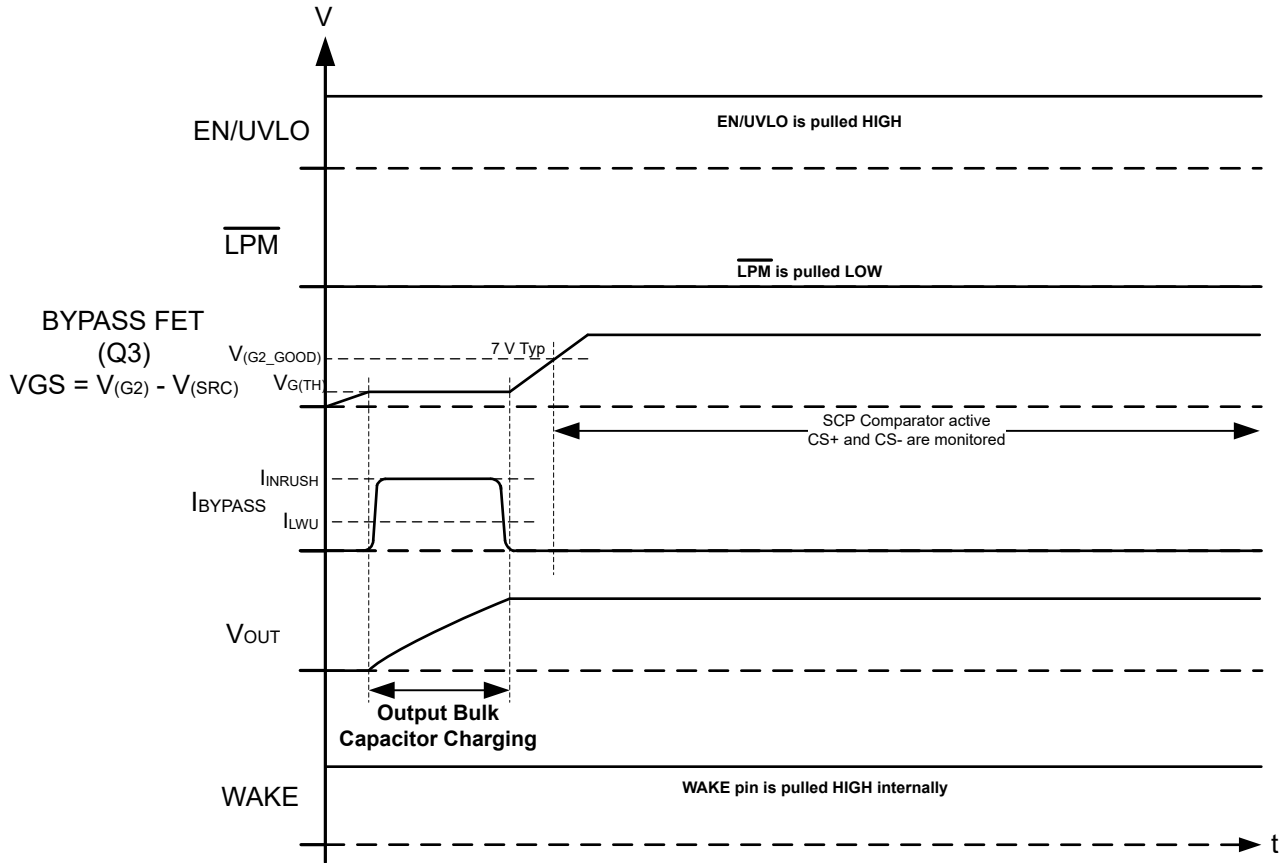 V
EN/UVLO
EN/UVLO is pulled HIGH
LPM
LPM is pulled LOW
BYPASS FET
(Q3)
VGS = V(G2) - V(SRC)
V(G2_GOOD)
7 V Typ
VG(TH)
SCP Comparator active
CS+ and CS- are monitored
IINRUSH
IBYPASS
ILWU
VOUT
Output Bulk
Capacitor Charging
WAKE
WAKE pin is pulled HIGH internally
t